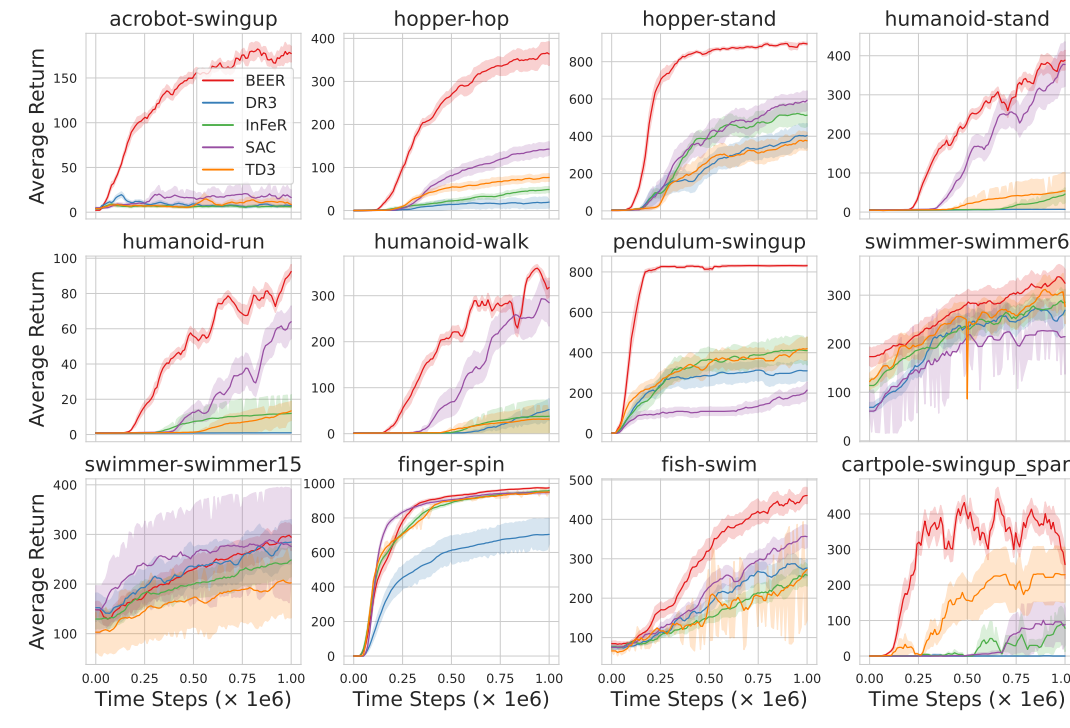 acrobot-swingup
hopper-hop
hopper-stand
humanoid-stand
Average Return
150
100
50
0
BEER
DR3
InFeR
SAC
TD3
400
300
200
100
0
800
600
400
200
0
400
300
200
100
0
humanoid-run
humanoid-walk
pendulum-swingup
swimmer-swimmer6
Average Return
100
80
60
40
20
0
300
200
100
0
800
600
400
200
0
300
200
100
0
swimmer-swimmer15
finger-spin
fish-swim
cartpole-swingup_spar
Average Return
400
300
200
100
1000
800
600
400
200
0
500
400
300
200
100
400
300
200
100
0
0.00 0.25 0.50 0.75 1.00
0.00 0.25 0.50 0.75 1.00
0.00 0.25 0.50 0.75 1.00
0.00 0.25 0.50 0.75 1.00
Time Steps (× 1e6)
Time Steps (× 1e6)
Time Steps (× 1e6)
Time Steps (× 1e6)